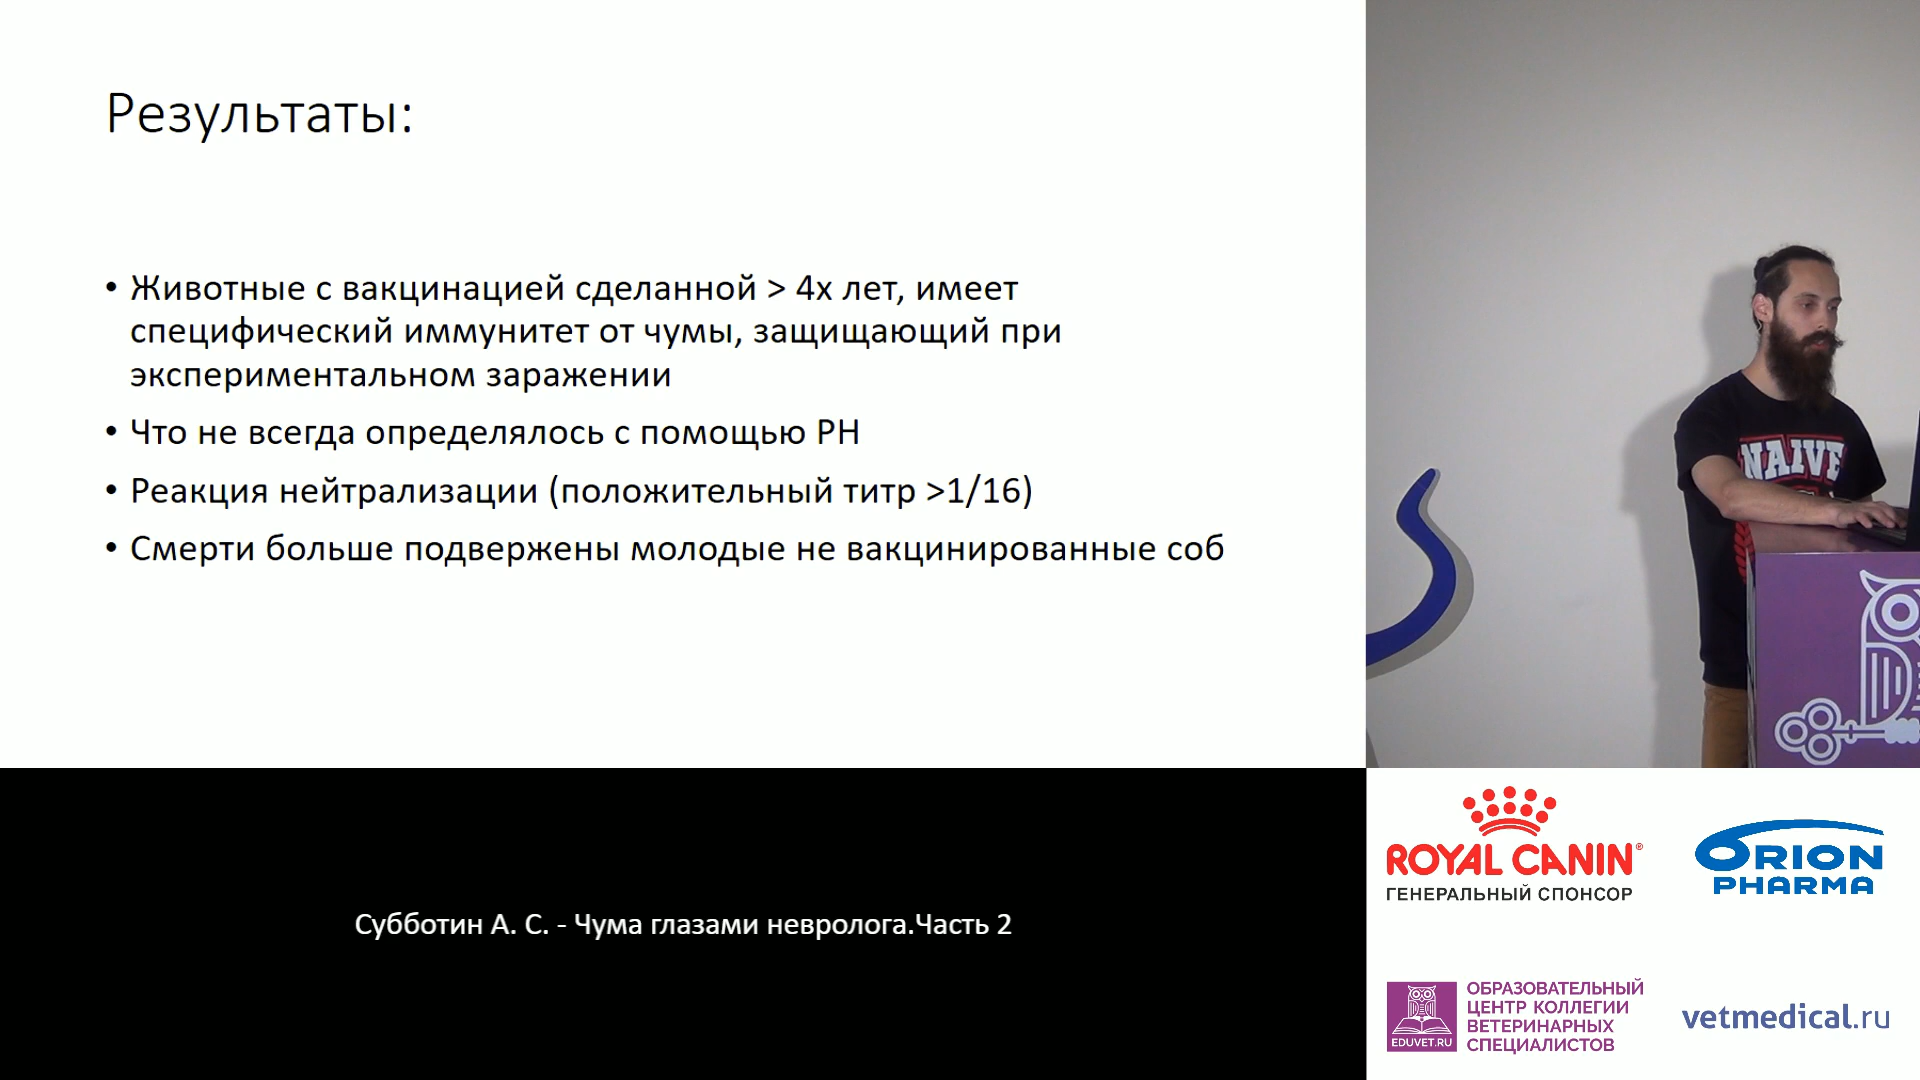 Результаты:
• Животные с вакцинацией сделанной > 4х лет, имеет
специфический иммунитет от чумы, защищающий при
экспериментальном заражении
• Что не всегда определялось с помощью РН
• Реакция нейтрализации (положительный титр >1/16)
• Смерти больше подвержены молодые не вакцинированные соб
NAIVE
Субботин А. С. - Чума глазами невролога.Часть 2
ROYAL CANIN®
ГЕНЕРАЛЬНЫЙ СПОНСОР
ORION
PHARMA
EDUVET.RU
ОБРАЗОВАТЕЛЬНЫЙ
ЦЕНТР КОЛЛЕГИИ
ВЕТЕРИНАРНЫХ
СПЕЦИАЛИСТОВ
vetmedical.ru